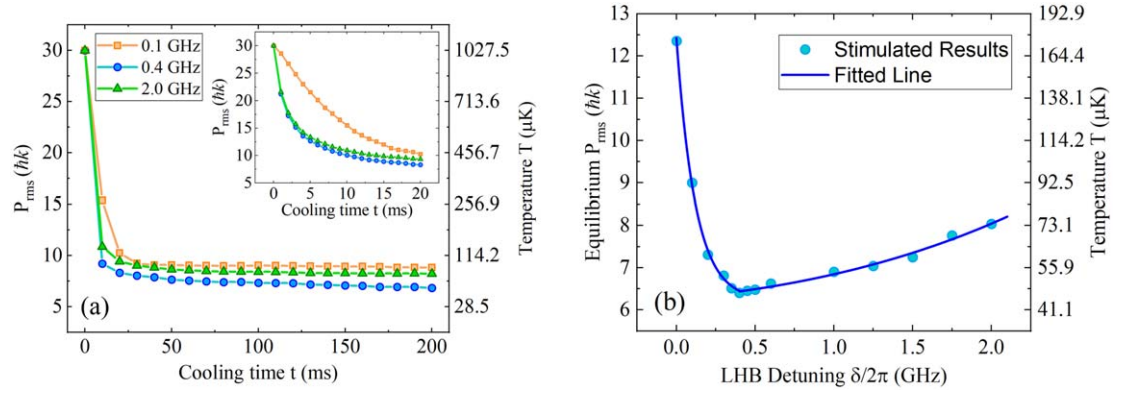 0.1 GHz
0.4 GHz
2.0 GHz
30
25
20
15
10
5
P_rms (ħk)
0 50 100 150 200
Cooling time t (ms)
1027.5
713.6
456.7
256.9
114.2
28.5
Temperature T (μK)
(a)
30
25
20
15
10
5
P_rms (ħk)
0 5 10 15 20
Cooling time t (ms)
13
12
11
10
9
8
7
6
Equilibrium P_rms (ħk)
Stimulated Results
Fitted Line
192.9
164.4
138.1
114.2
92.5
73.1
55.9
41.1
Temperature T (μK)
(b)
0.0 0.5 1.0 1.5 2.0
LHB Detuning δ/2π (GHz)